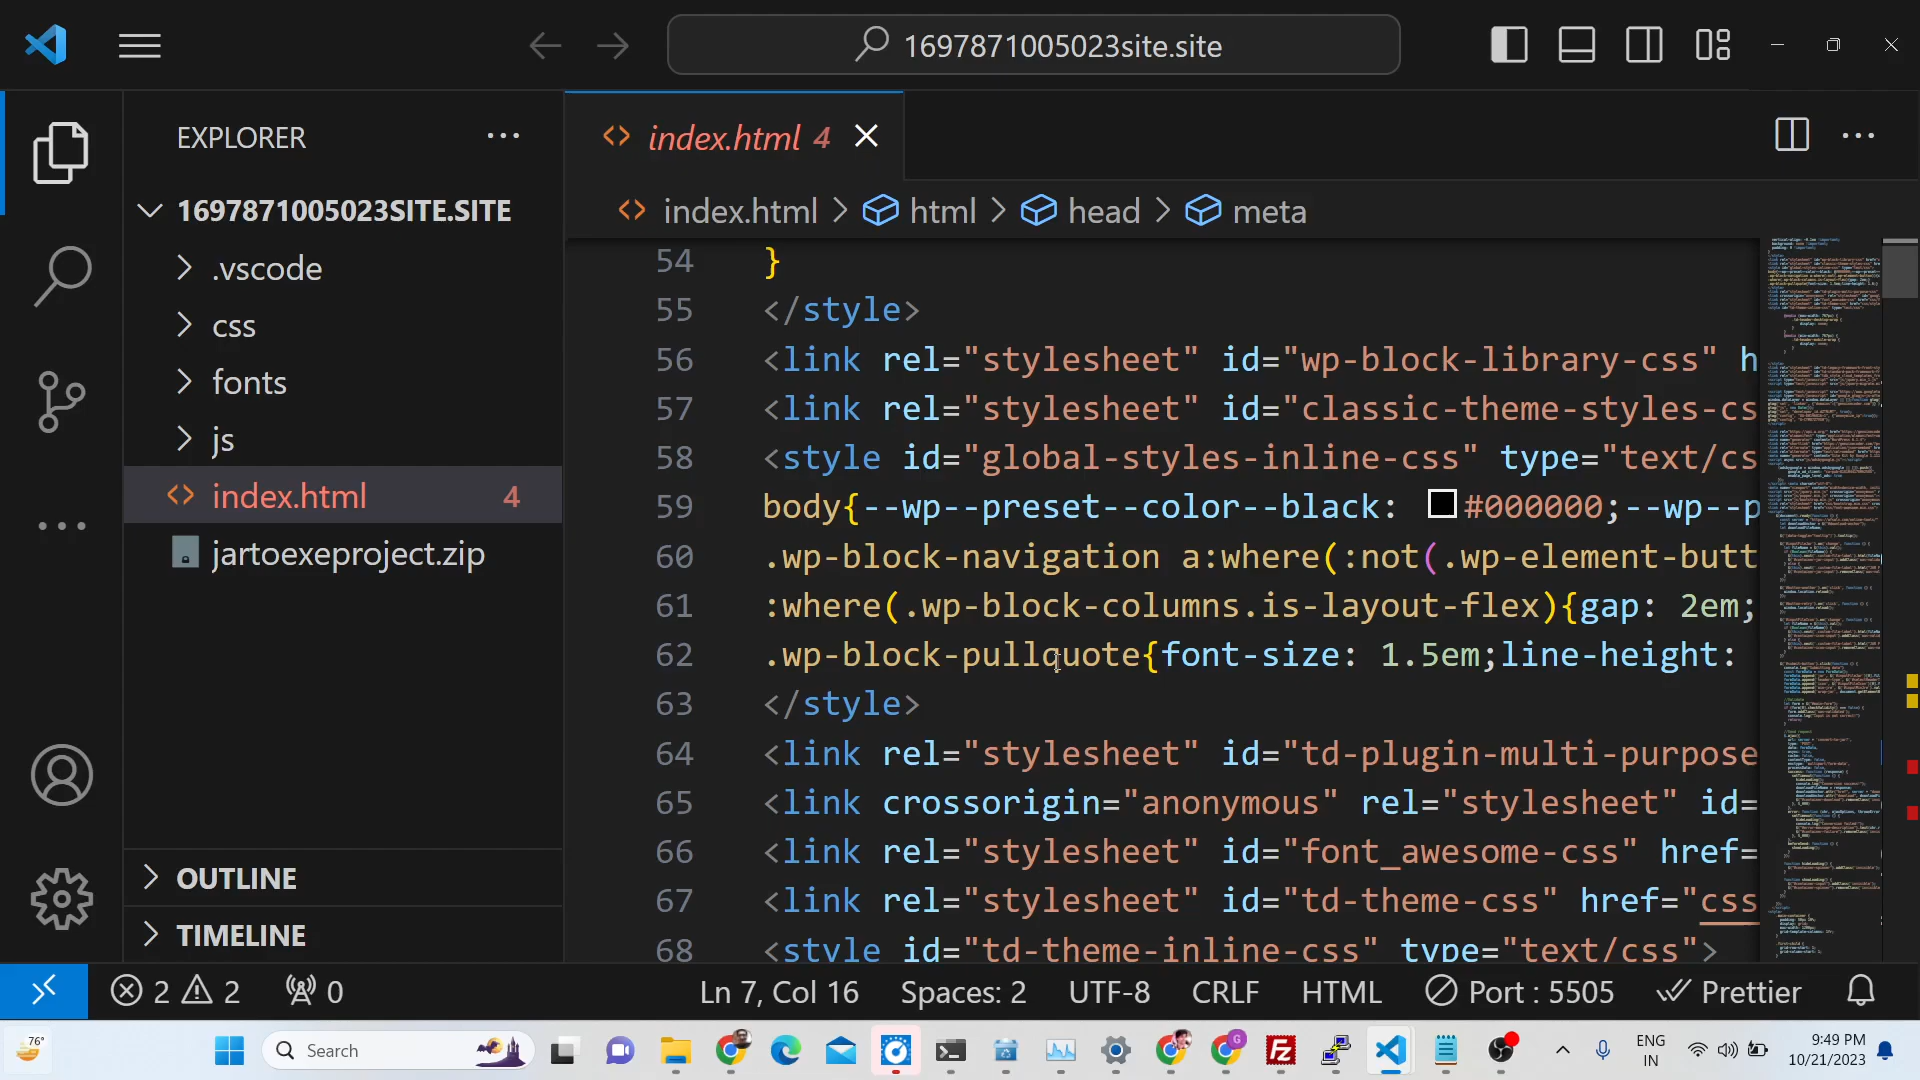 1697871005023site.site
EXPLORER
index.html 4
1697871005023SITE.SITE
index.html
html
head
meta
.vscode
css
fonts
js
index.html 4
jartoexeproject.zip
OUTLINE
TIMELINE
54 }
55 </style>
56 <link rel="stylesheet" id="wp-block-library-css" h
57 <link rel="stylesheet" id="classic-theme-styles-cs
58 <style id="global-styles-inline-css" type="text/cs
59 body{--wp--preset--color--black: #000000;--wp--p
60 .wp-block-navigation a:where(:not(.wp-element-butt
61 :where(.wp-block-columns.is-layout-flex){gap: 2em;
62 .wp-block-pullquote{font-size: 1.5em;line-height:
63 </style>
64 <link rel="stylesheet" id="td-plugin-multi-purpose
65 <link crossorigin="anonymous" rel="stylesheet" id=
66 <link rel="stylesheet" id="font_awesome-css" href=
67 <link rel="stylesheet" id="td-theme-css" href="css
68 <style id="td-theme-inline-css" type="text/css">
2 2 0 Ln 7, Col 16 Spaces: 2 UTF-8 CRLF HTML Port : 5505 Prettier
76°
Search
ENG
IN
9:49 PM
10/21/2023